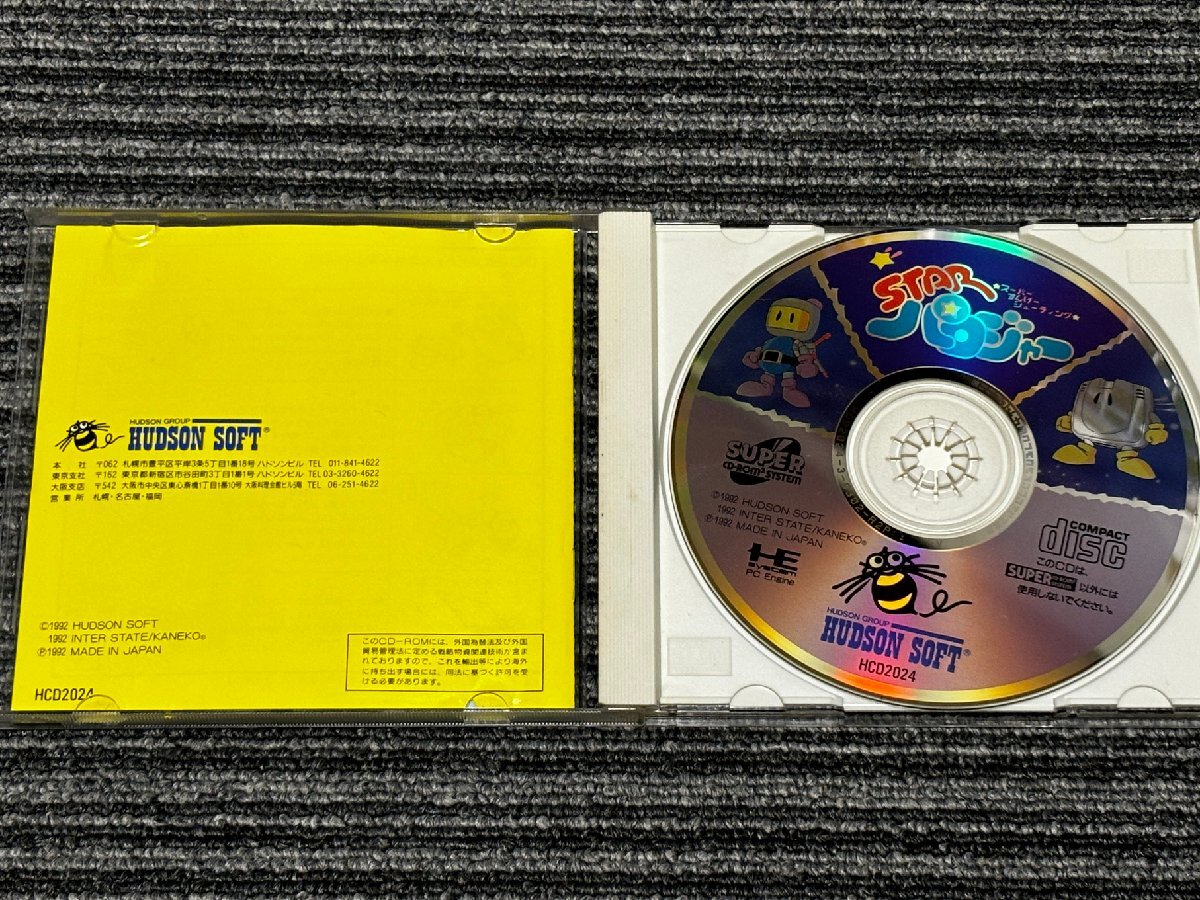 HUDSON GROUP
HUDSON SOFT®
本社 〒062 札幌市豊平区平岸3条5丁目1番18号ハドソンビル TEL 011-841-4622
東京支社 〒162 東京都新宿区市谷田町3丁目1番1号ハドソンビル TEL 03-3260-4622
大阪支店 〒542 大阪市中央区東心斎橋1丁目1番10号 大阪料理会館ビル5階 TEL 06-251-4622
営業所 札幌・名古屋・福岡
©1992 HUDSON SOFT
1992 INTER STATE/KANEKO®
℗1992 MADE IN JAPAN
このCD-ROMには、外国為替法及び外国
貿易管理法に定める戦略物資関連技術が含ま
れておりますので、これを輸出等により海外
に持ち出す場合には、同法に基づく許可を受
ける必要があります。
HCD2024
STAR
パロジャー
★スーパー
まんげー
シューティング★
SUPER
CD-ROM² SYSTEM
©1992 HUDSON SOFT
1992 INTER STATE/KANEKO®
℗1992 MADE IN JAPAN
HE
SYSTEM
PC Engine
COMPACT
disc
このCDは、
SUPER CD-ROM² SYSTEM 以外には
使用しないでください。
HUDSON GROUP
HUDSON SOFT®
HCD2024